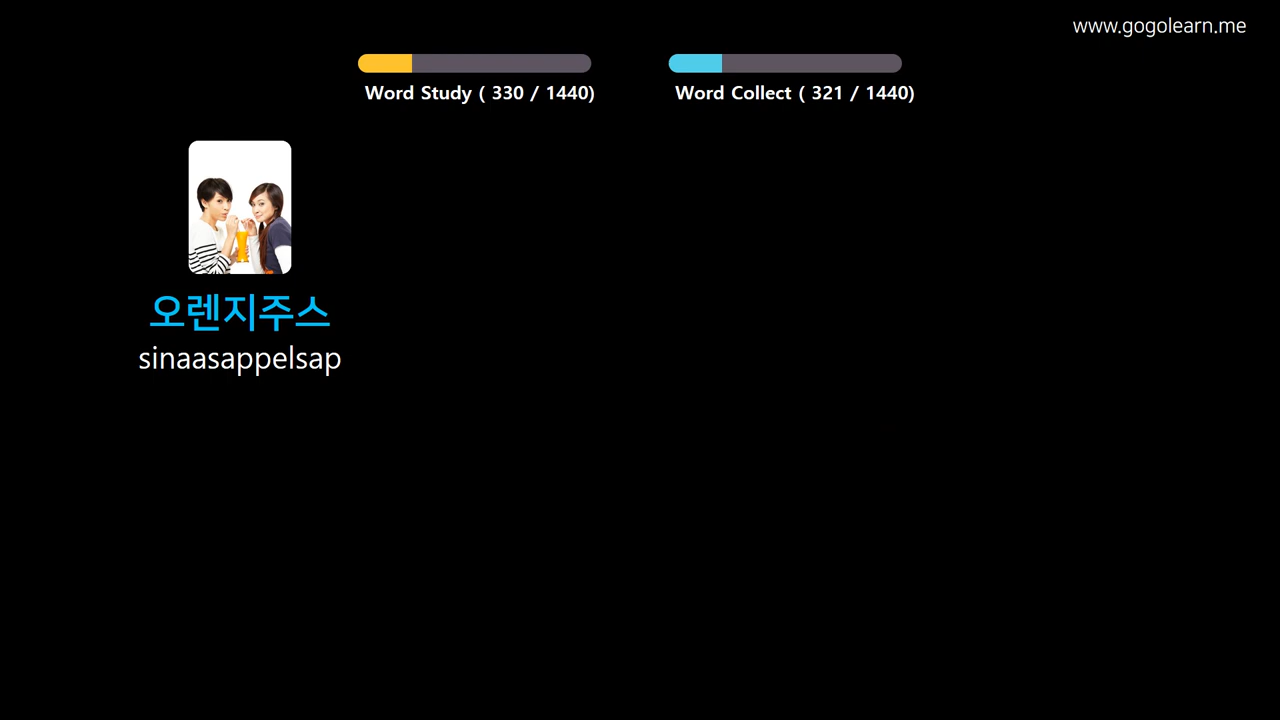 www.gogolearn.me
Word Study ( 330 / 1440)
Word Collect ( 321 / 1440)
오렌지주스
sinaasappelsap